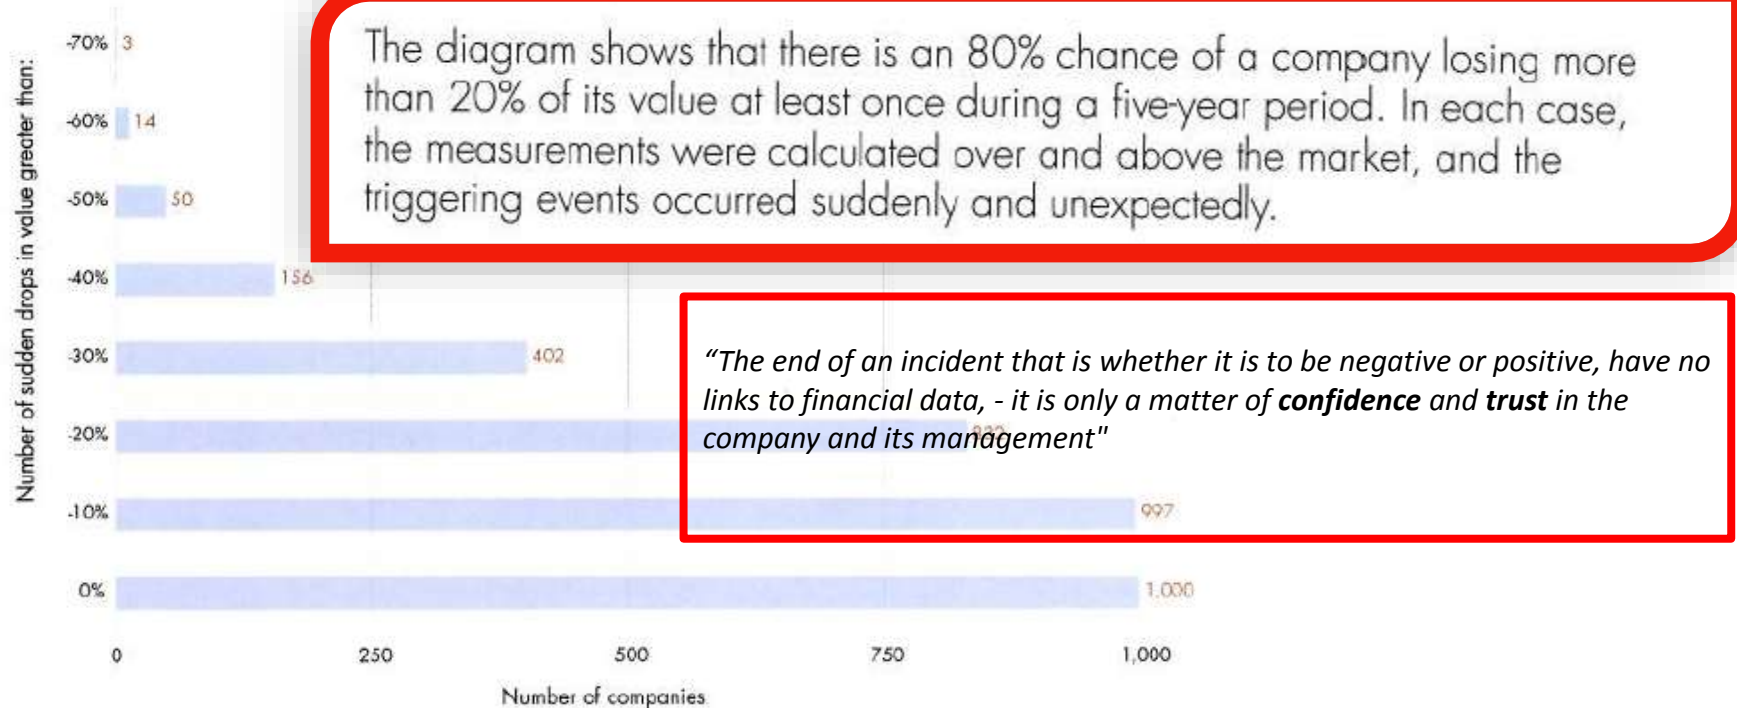 The diagram shows that there is an 80% chance of a company losing more
than 20% of its value at least once during a five-year period. In each case,
the measurements were calculated over and above the market, and the
triggering events occurred suddenly and unexpectedly.
Number of sudden drops in value greater than:
-70% 3
-60% 14
-50% 50
-40% 156
-30% 402
-20%
-10% 997
0% 1.000
“The end of an incident that is whether it is to be negative or positive, have no
links to financial data, - it is only a matter of confidence and trust in the
company and its management"
0 250 500 750 1,000
Number of companies